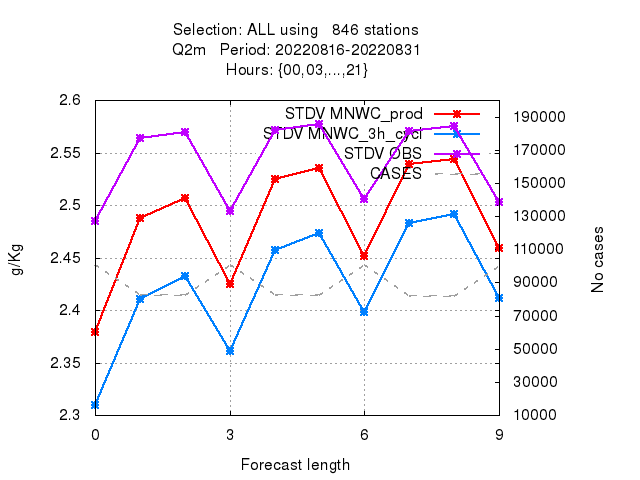 Selection: ALL using 846 stations
Q2m Period: 20220816-20220831
Hours: {00,03,...,21}
STDV MNWC_prod
STDV MNWC_3h_cycl
STDV OBS
CASES
2.6
2.55
2.5
2.45
2.4
2.35
2.3
g/Kg
190000
170000
150000
130000
110000
90000
70000
50000
30000
10000
No cases
0 3 6 9
Forecast length